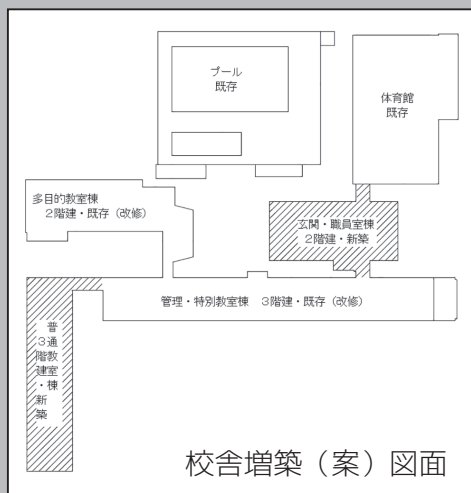 プール
既存
体育館
既存
多目的教室棟
2階建・既存（改修）
玄関・職員室棟
2階建・新築
管理・特別教室棟　3階建・既存（改修）
普通教室棟
3階建・新築
校舎増築（案）図面